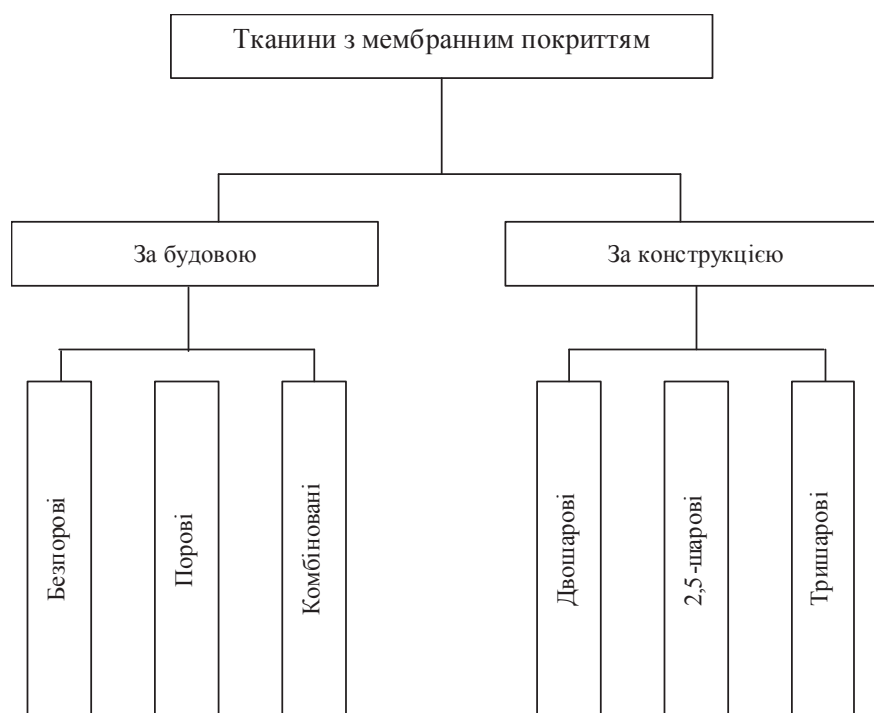 Тканини з мембранним покриттям
За будовою
За конструкцією
Безпорові
Порові
Комбіновані
Двошарові
2,5-шарові
Тришарові